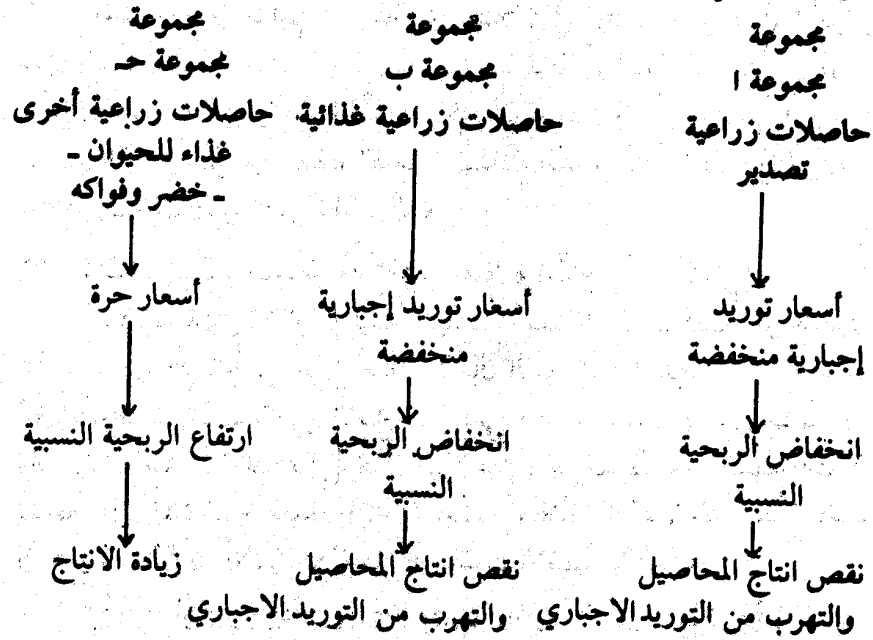 مجموعة
مجموعة ا
حاصلات زراعية
تصدير
أسعار توريد
إجبارية منخفضة
انخفاض الربحية
النسبية
نقص انتاج المحاصيل
والتهرب من التوريد الاجباري
مجموعة
مجموعة ب
حاصلات زراعية غذائية
أسعار توريد إجبارية
منخفضة
انخفاض الربحية
النسبية
نقص انتاج المحاصيل
والتهرب من التوريد الاجباري
مجموعة
مجموعة حـ
حاصلات زراعية أخرى
غذاء للحيوان -
- خضر وفواكه
أسعار حرة
ارتفاع الربحية النسبية
زيادة الانتاج